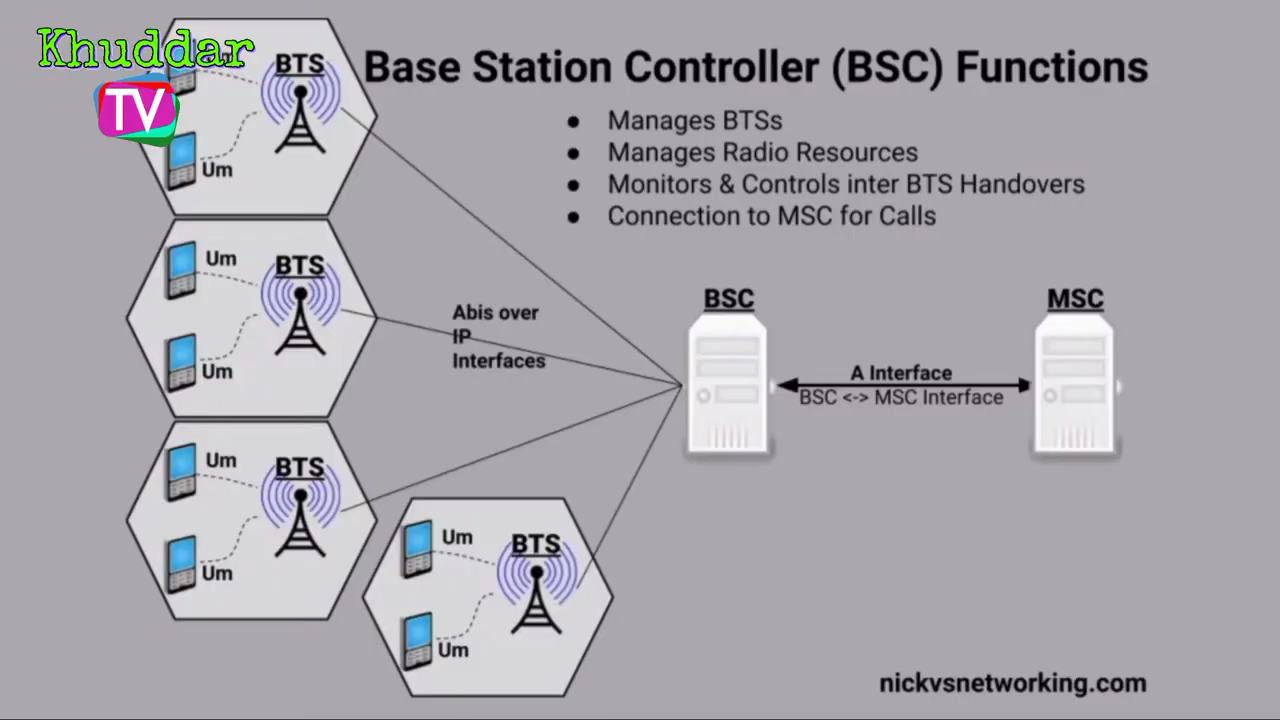 Khuddar
TV
Base Station Controller (BSC) Functions
● Manages BTSs
● Manages Radio Resources
● Monitors & Controls inter BTS Handovers
● Connection to MSC for Calls
BTS
Um
Um
BTS
Um
Um
BTS
Um
Um
BTS
Um
Abis over
IP
Interfaces
BSC
MSC
A Interface
BSC <-> MSC Interface
nickvsnetworking.com